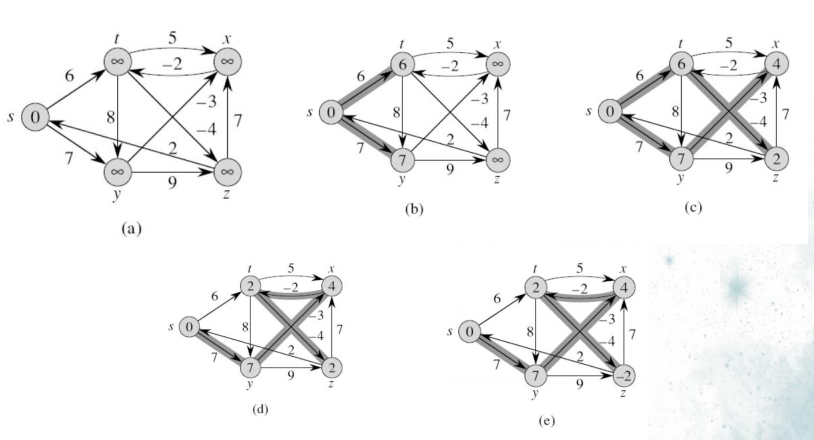 t 5 x
6 ∞ −2 ∞
s 0 8 −3 −4 7
7 2
∞ 9 ∞
y z
(a)
t 5 x
6 6 −2 ∞
s 0 8 −3 −4 7
7 2
7 9 ∞
y z
(b)
t 5 x
6 6 −2 4
s 0 8 −3 −4 7
7 2
7 9 2
y z
(c)
t 5 x
6 2 −2 4
s 0 8 −3 −4 7
7 2
7 9 2
y z
(d)
t 5 x
6 2 −2 4
s 0 8 −3 −4 7
7 2
7 9 −2
y z
(e)